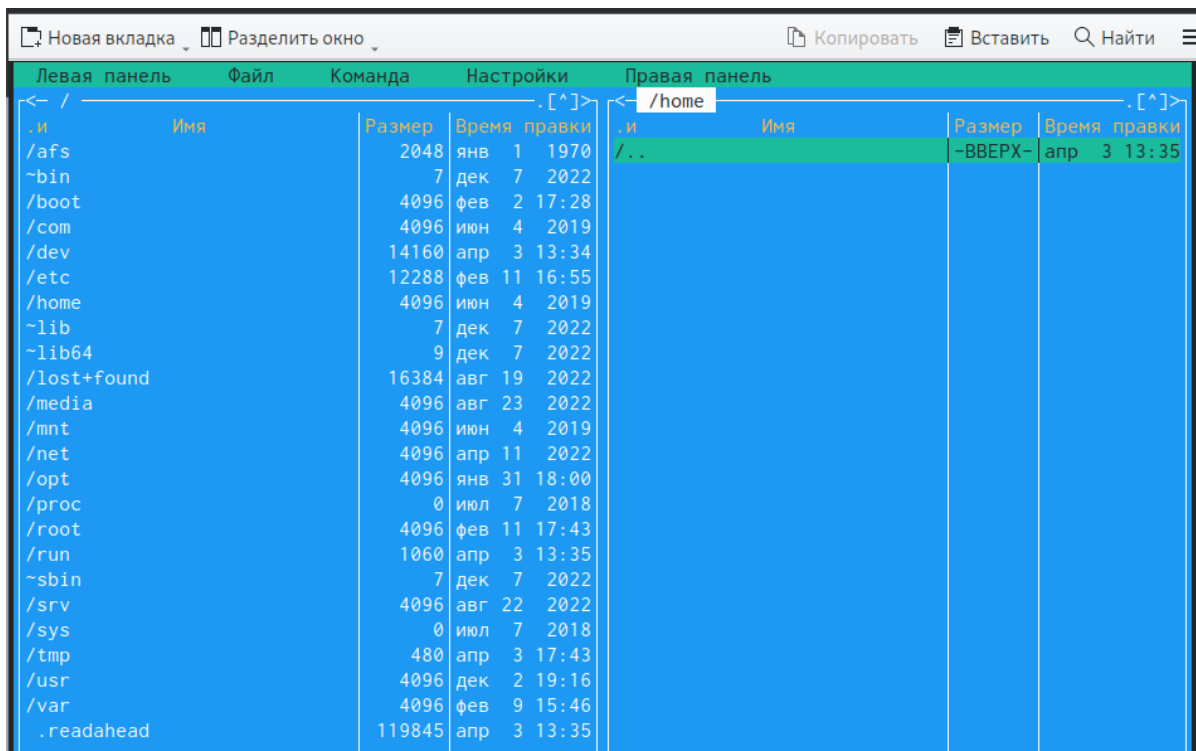 Новая вкладка Разделить окно Копировать Вставить Найти
Левая панель Файл Команда Настройки Правая панель
<- / .[^]> <- /home .[^]>
.и Имя Размер Время правки .и Имя Размер Время правки
/afs 2048 янв 1 1970 /.. -ВВЕРХ- апр 3 13:35
~bin 7 дек 7 2022
/boot 4096 фев 2 17:28
/com 4096 июн 4 2019
/dev 14160 апр 3 13:34
/etc 12288 фев 11 16:55
/home 4096 июн 4 2019
~lib 7 дек 7 2022
~lib64 9 дек 7 2022
/lost+found 16384 авг 19 2022
/media 4096 авг 23 2022
/mnt 4096 июн 4 2019
/net 4096 апр 11 2022
/opt 4096 янв 31 18:00
/proc 0 июл 7 2018
/root 4096 фев 11 17:43
/run 1060 апр 3 13:35
~sbin 7 дек 7 2022
/srv 4096 авг 22 2022
/sys 0 июл 7 2018
/tmp 480 апр 3 17:43
/usr 4096 дек 2 19:16
/var 4096 фев 9 15:46
.readahead 119845 апр 3 13:35